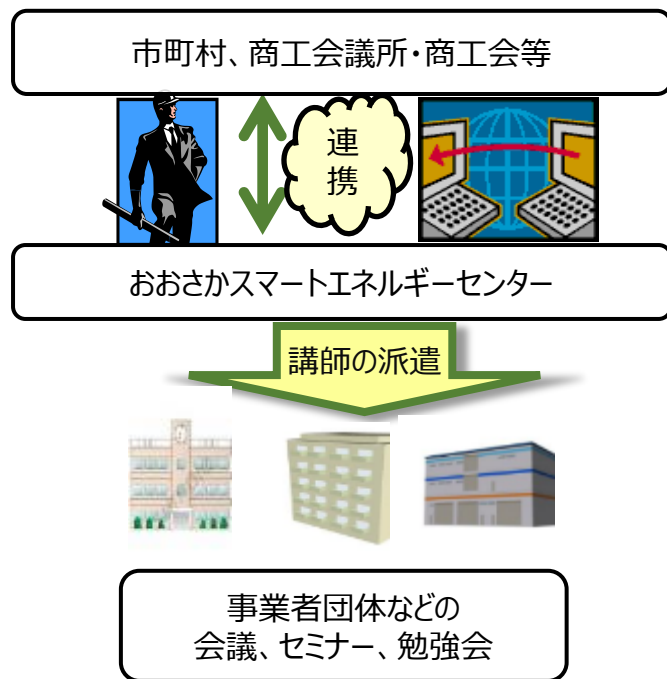 市町村、商工会議所・商工会等
連
携
おおさかスマートエネルギーセンター
講師の派遣
事業者団体などの
会議、セミナー、勉強会